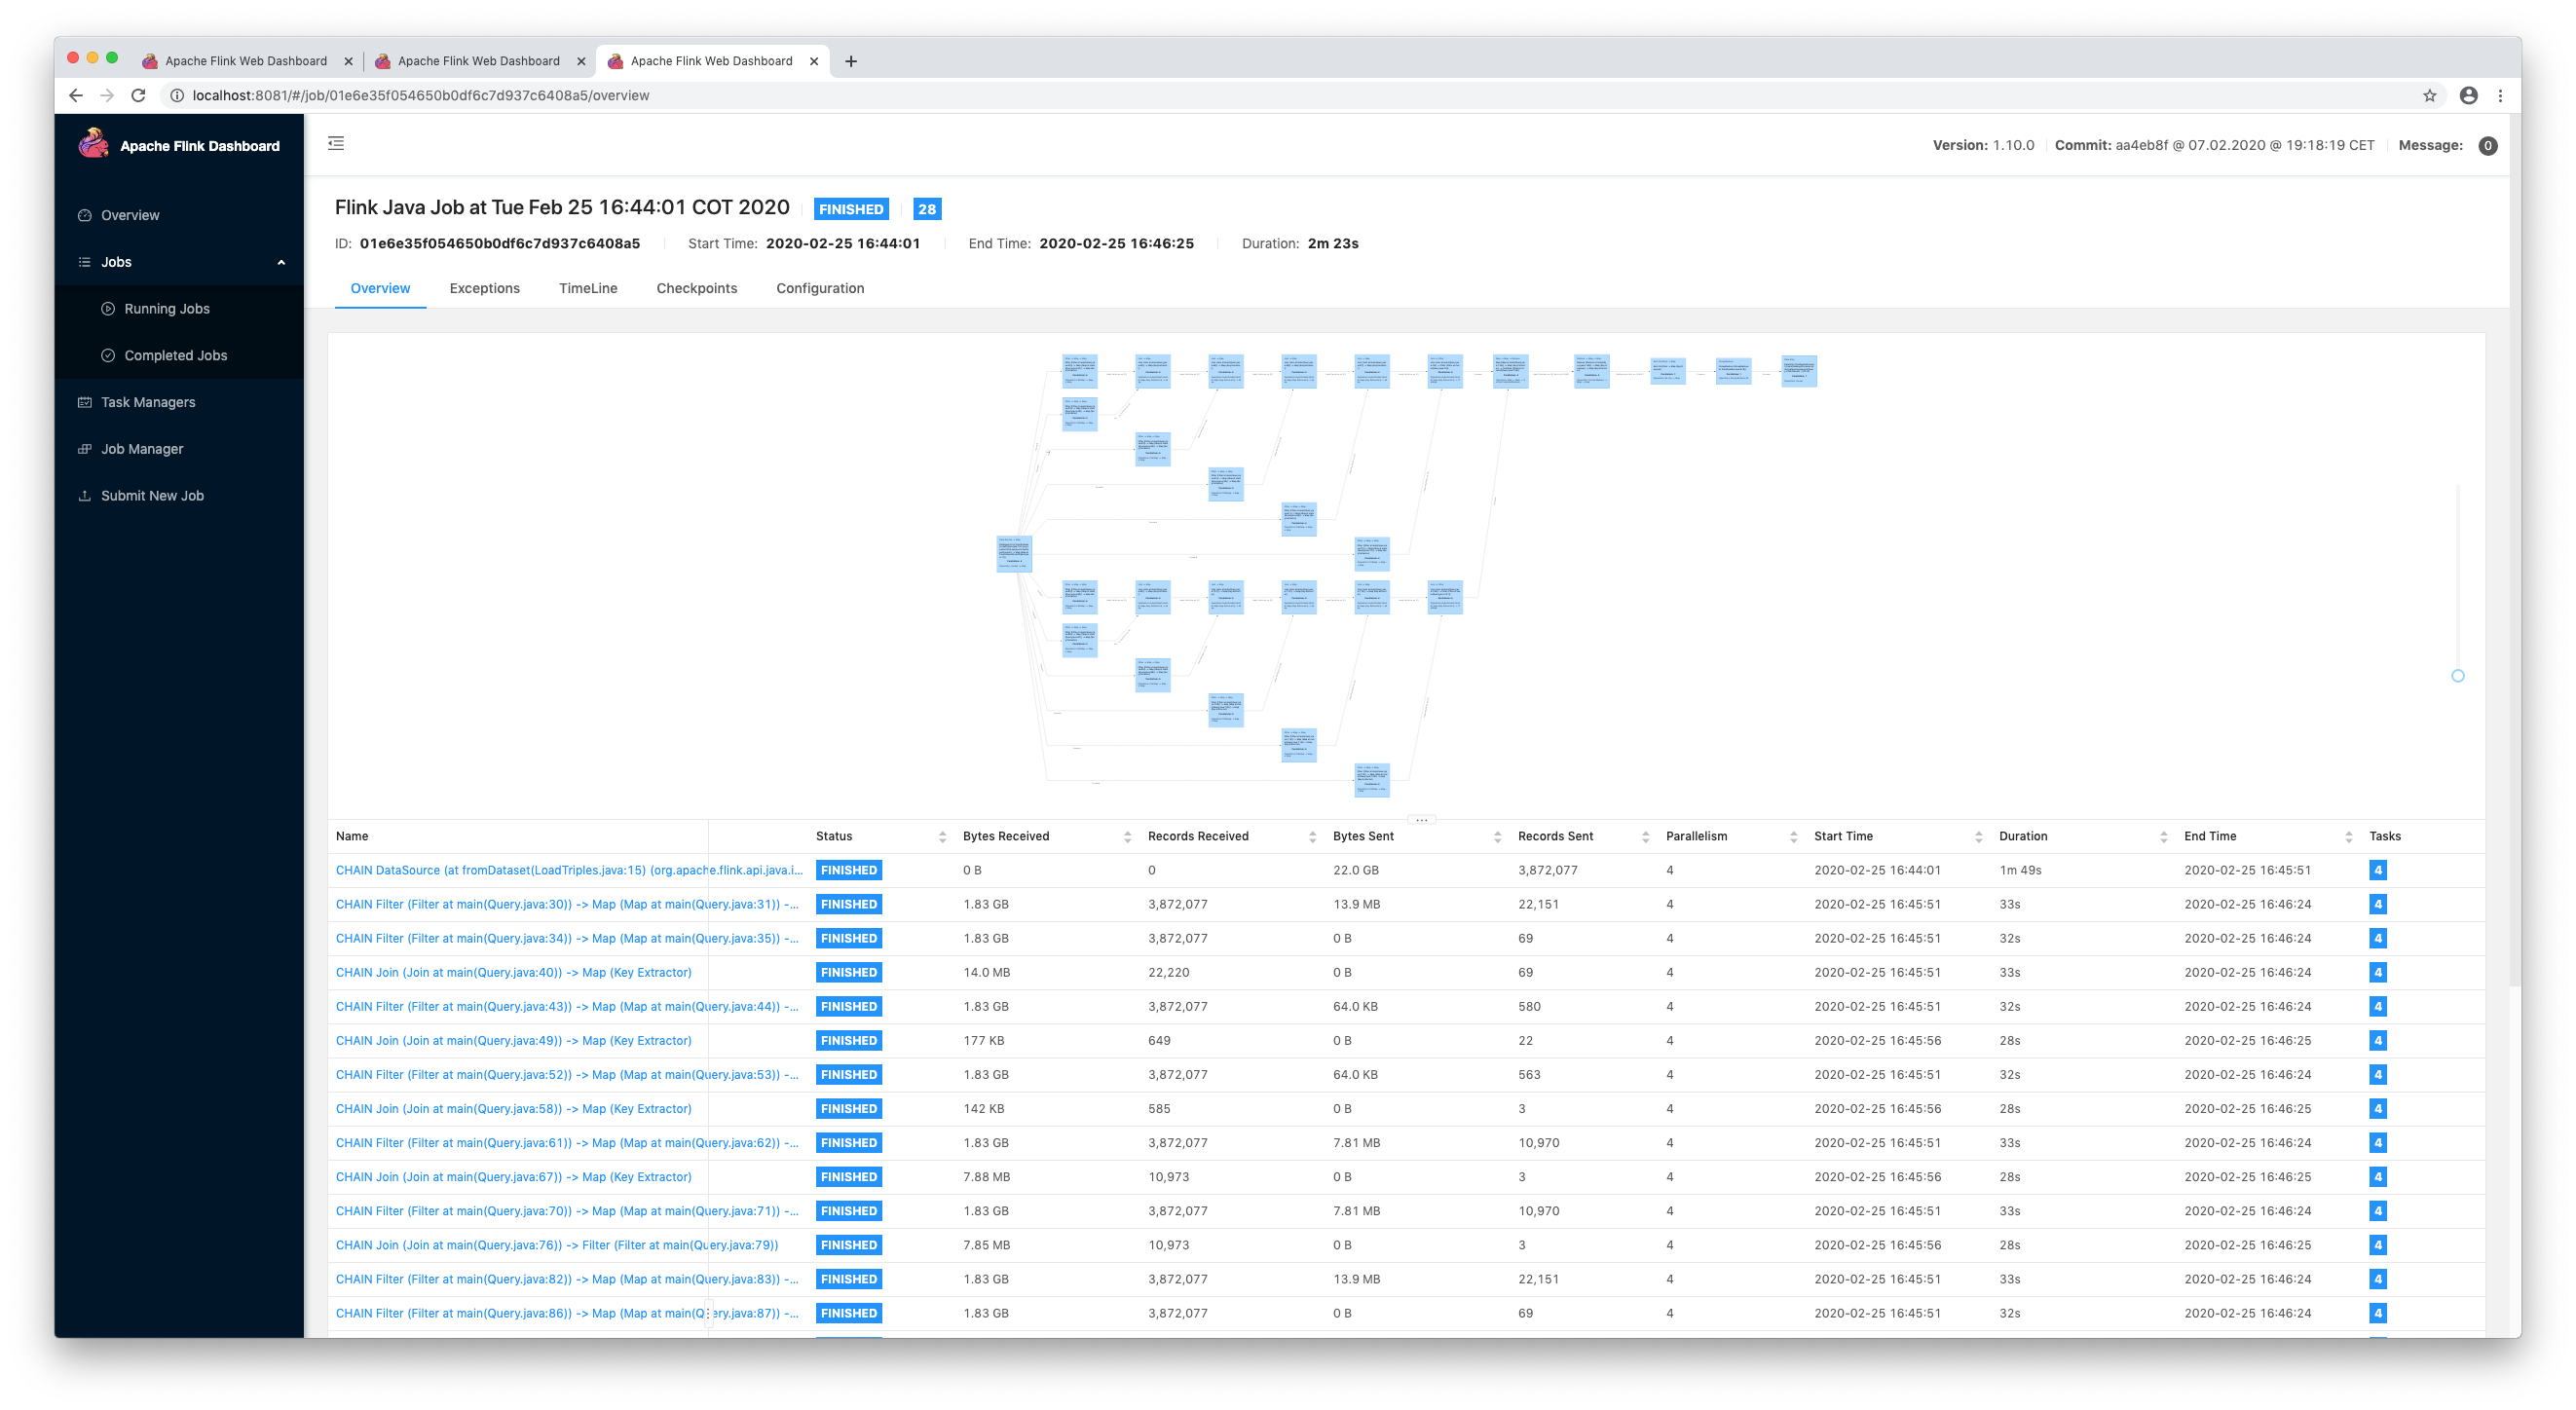 Apache Flink Web Dashboard
Apache Flink Web Dashboard
Apache Flink Web Dashboard
localhost:8081/#/job/01e6e35f054650b0df6c7d937c6408a5/overview
Apache Flink Dashboard
Version: 1.10.0 Commit: aa4eb8f @ 07.02.2020 @ 19:18:19 CET Message: 0
Overview
Jobs
Running Jobs
Completed Jobs
Task Managers
Job Manager
Submit New Job
Flink Java Job at Tue Feb 25 16:44:01 COT 2020 FINISHED 28
ID: 01e6e35f054650b0df6c7d937c6408a5 Start Time: 2020-02-25 16:44:01 End Time: 2020-02-25 16:46:25 Duration: 2m 23s
Overview Exceptions TimeLine Checkpoints Configuration
Name Status Bytes Received Records Received Bytes Sent Records Sent Parallelism Start Time Duration End Time Tasks
CHAIN DataSource (at fromDataset(LoadTriples.java:15) (org.apache.flink.api.java.i... FINISHED 0 B 0 22.0 GB 3,872,077 4 2020-02-25 16:44:01 1m 49s 2020-02-25 16:45:51 4
CHAIN Filter (Filter at main(Query.java:30)) -> Map (Map at main(Query.java:31)) -... FINISHED 1.83 GB 3,872,077 13.9 MB 22,151 4 2020-02-25 16:45:51 33s 2020-02-25 16:46:24 4
CHAIN Filter (Filter at main(Query.java:34)) -> Map (Map at main(Query.java:35)) -... FINISHED 1.83 GB 3,872,077 0 B 69 4 2020-02-25 16:45:51 32s 2020-02-25 16:46:24 4
CHAIN Join (Join at main(Query.java:40)) -> Map (Key Extractor) FINISHED 14.0 MB 22,220 0 B 69 4 2020-02-25 16:45:51 33s 2020-02-25 16:46:24 4
CHAIN Filter (Filter at main(Query.java:43)) -> Map (Map at main(Query.java:44)) -... FINISHED 1.83 GB 3,872,077 64.0 KB 580 4 2020-02-25 16:45:51 32s 2020-02-25 16:46:24 4
CHAIN Join (Join at main(Query.java:49)) -> Map (Key Extractor) FINISHED 177 KB 649 0 B 22 4 2020-02-25 16:45:56 28s 2020-02-25 16:46:25 4
CHAIN Filter (Filter at main(Query.java:52)) -> Map (Map at main(Query.java:53)) -... FINISHED 1.83 GB 3,872,077 64.0 KB 563 4 2020-02-25 16:45:51 32s 2020-02-25 16:46:24 4
CHAIN Join (Join at main(Query.java:58)) -> Map (Key Extractor) FINISHED 142 KB 585 0 B 3 4 2020-02-25 16:45:56 28s 2020-02-25 16:46:25 4
CHAIN Filter (Filter at main(Query.java:61)) -> Map (Map at main(Query.java:62)) -... FINISHED 1.83 GB 3,872,077 7.81 MB 10,970 4 2020-02-25 16:45:51 33s 2020-02-25 16:46:24 4
CHAIN Join (Join at main(Query.java:67)) -> Map (Key Extractor) FINISHED 7.88 MB 10,973 0 B 3 4 2020-02-25 16:45:56 28s 2020-02-25 16:46:25 4
CHAIN Filter (Filter at main(Query.java:70)) -> Map (Map at main(Query.java:71)) -... FINISHED 1.83 GB 3,872,077 7.81 MB 10,970 4 2020-02-25 16:45:51 33s 2020-02-25 16:46:24 4
CHAIN Join (Join at main(Query.java:76)) -> Filter (Filter at main(Query.java:79)) FINISHED 7.85 MB 10,973 0 B 3 4 2020-02-25 16:45:56 28s 2020-02-25 16:46:25 4
CHAIN Filter (Filter at main(Query.java:82)) -> Map (Map at main(Query.java:83)) -... FINISHED 1.83 GB 3,872,077 13.9 MB 22,151 4 2020-02-25 16:45:51 33s 2020-02-25 16:46:24 4
CHAIN Filter (Filter at main(Query.java:86)) -> Map (Map at main(Query.java:87)) -... FINISHED 1.83 GB 3,872,077 0 B 69 4 2020-02-25 16:45:51 32s 2020-02-25 16:46:24 4